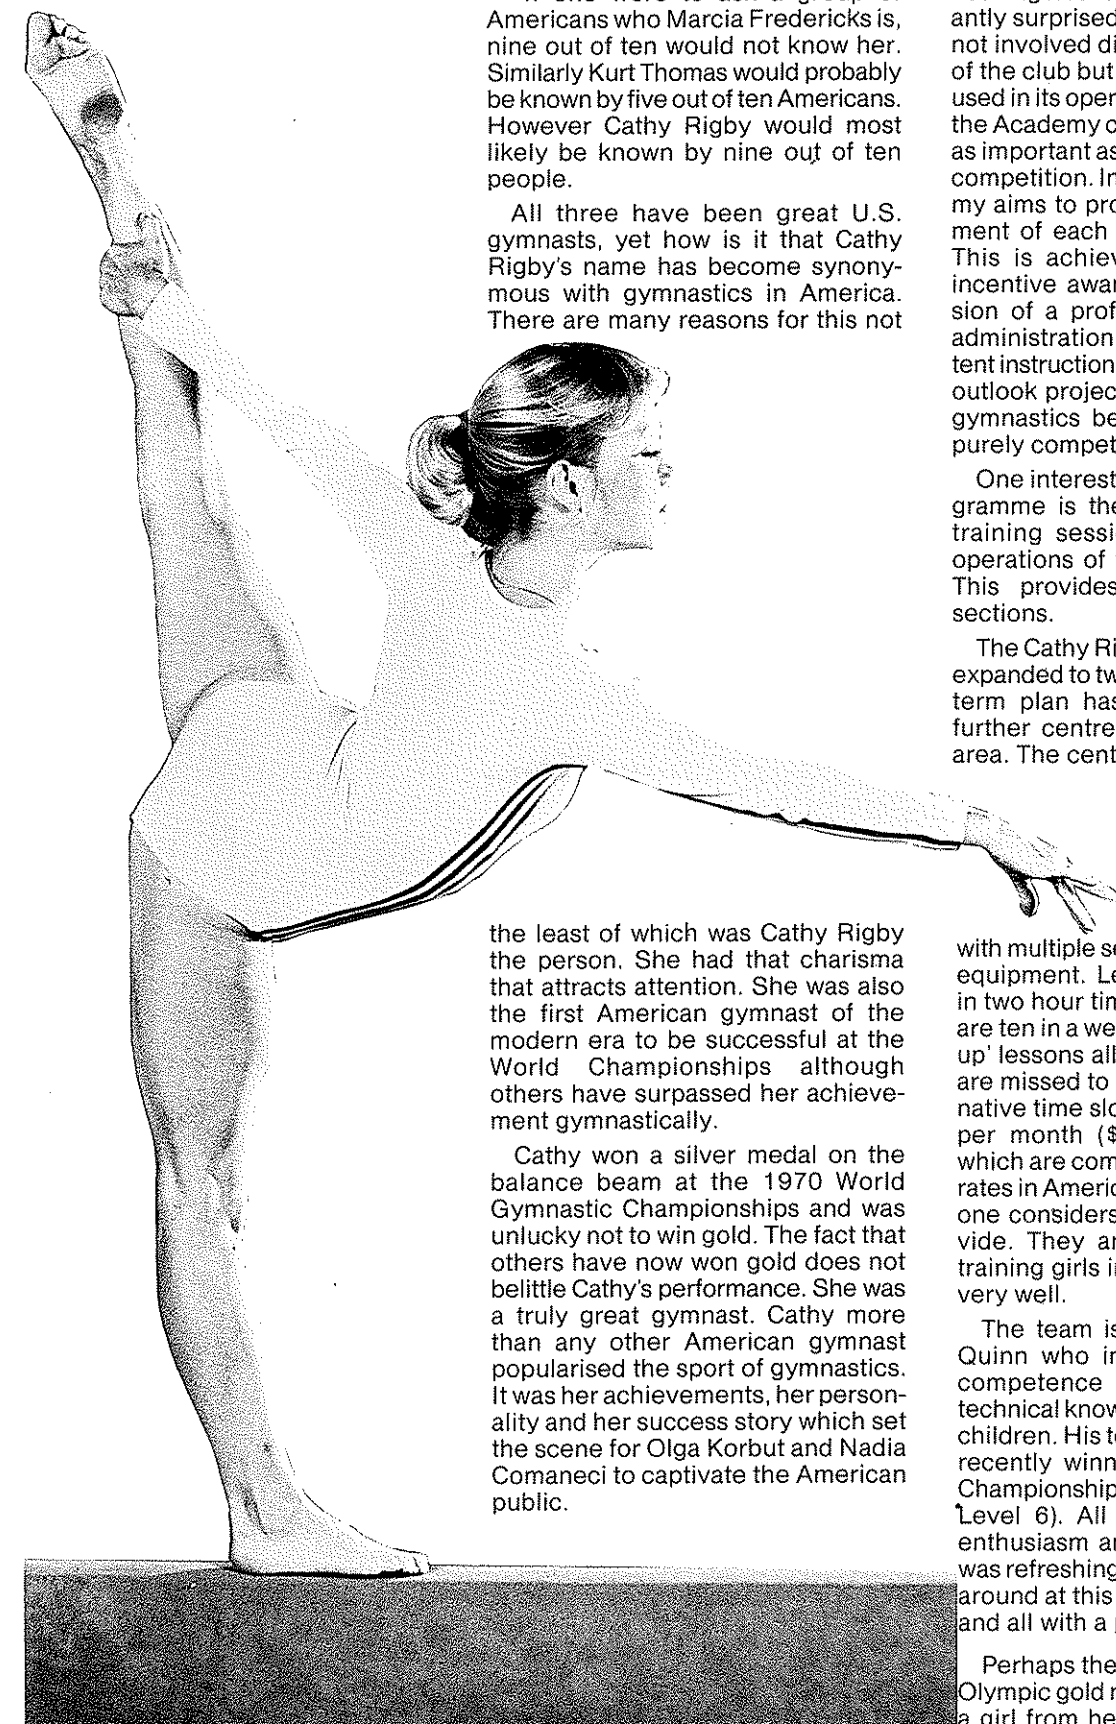 Americans who Marcia Fredericks is,
nine out of ten would not know her.
Similarly Kurt Thomas would probably
be known by five out of ten Americans.
However Cathy Rigby would most
likely be known by nine out of ten
people.
All three have been great U.S.
gymnasts, yet how is it that Cathy
Rigby's name has become synony-
mous with gymnastics in America.
There are many reasons for this not
the least of which was Cathy Rigby
the person. She had that charisma
that attracts attention. She was also
the first American gymnast of the
modern era to be successful at the
World Championships although
others have surpassed her achieve-
ment gymnastically.
Cathy won a silver medal on the
balance beam at the 1970 World
Gymnastic Championships and was
unlucky not to win gold. The fact that
others have now won gold does not
belittle Cathy's performance. She was
a truly great gymnast. Cathy more
than any other American gymnast
popularised the sport of gymnastics.
It was her achievements, her person-
ality and her success story which set
the scene for Olga Korbut and Nadia
Comaneci to captivate the American
public.
antly surprised
not involved di
of the club but
used in its oper
the Academy c
as important as
competition. In
my aims to pro
ment of each
This is achiev
incentive awar
sion of a prof
administration
tent instruction
outlook projec
gymnastics be
purely compet
One interest
gramme is the
training sessi
operations of
This provides
sections.
The Cathy Ri
expanded to tw
term plan has
further centre
area. The cent
with multiple se
equipment. Le
in two hour tim
are ten in a we
up' lessons all
are missed to
native time slo
per month ($
which are com
rates in Americ
one considers
vide. They ar
training girls i
very well.
The team is
Quinn who in
competence
technical know
children. His te
recently winn
Championship
Level 6). All
enthusiasm ar
was refreshing
around at this
and all with a
Perhaps the
Olympic gold r
a girl from he